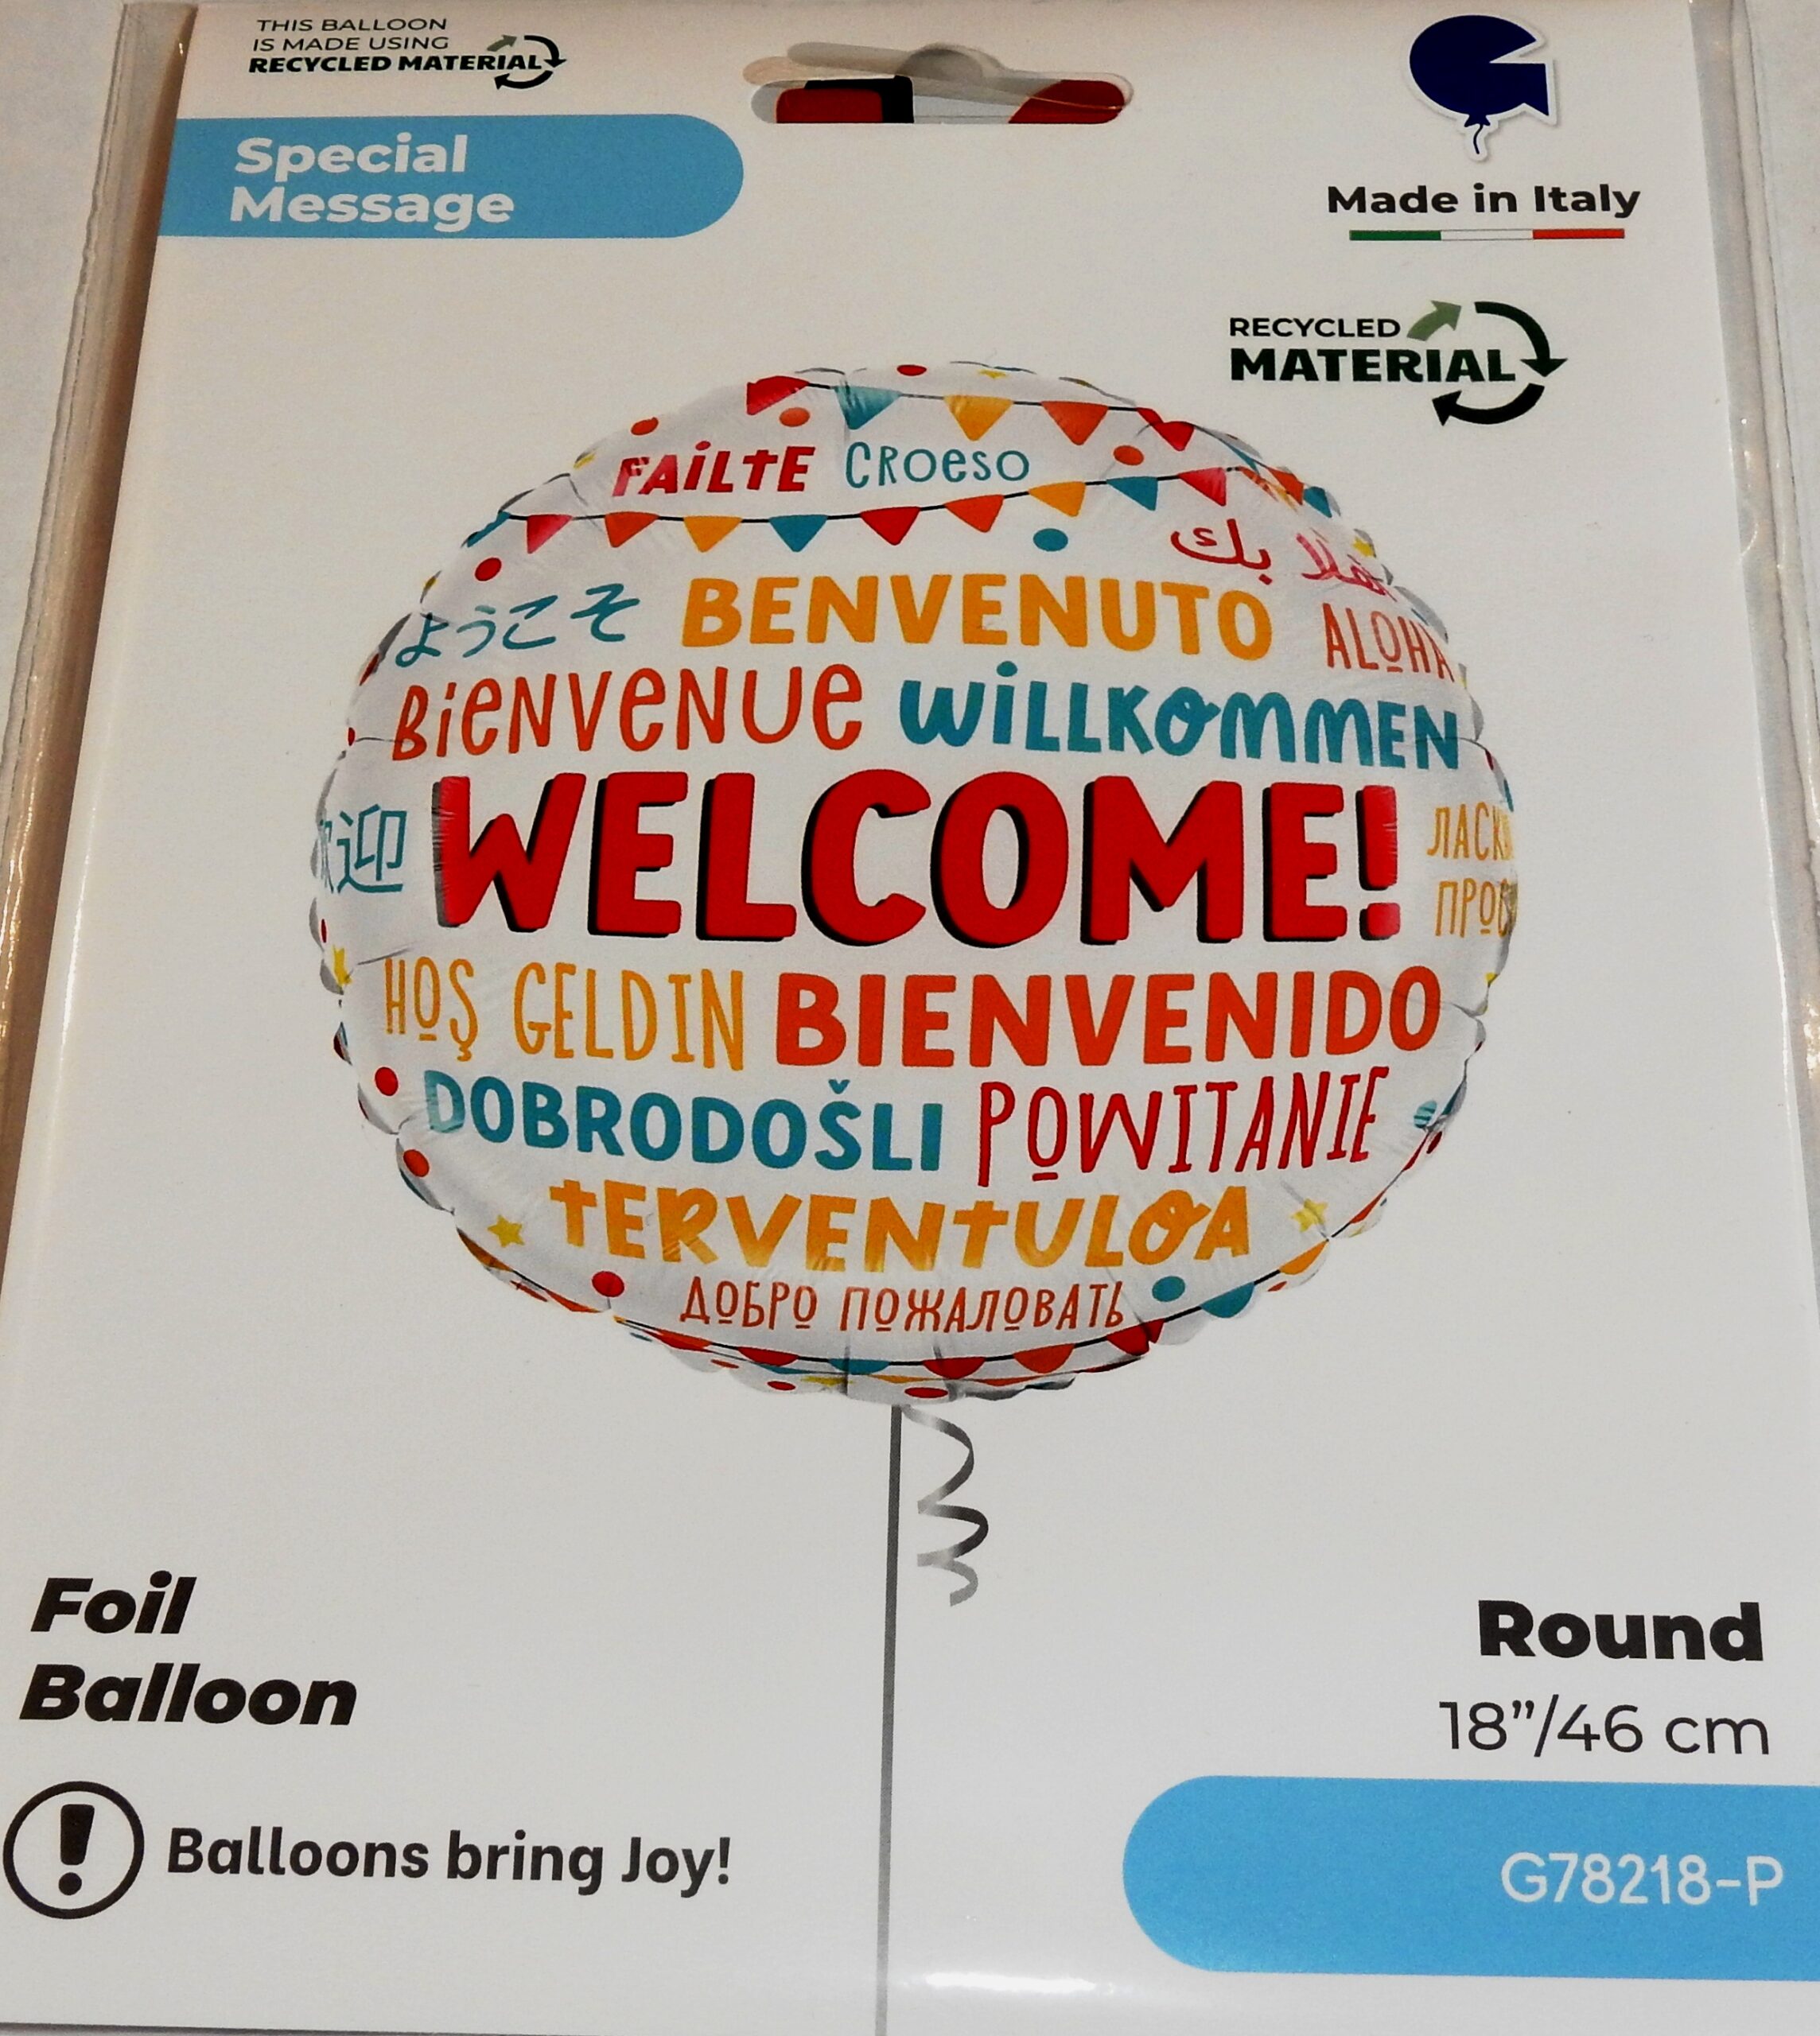 THIS BALLOON
IS MADE USING
RECYCLED MATERIAL
Special
Message
Made in Italy
RECYCLED
MATERIAL
FAiLTE CROeSO
بك
ようこそ BENVENUTO ALOHA
BiENVENUE WiLLKOMMEN
迎 WELCOME!
HOŞ GELDIN BIENVENIDO
DOBRODOŠLI POWITANIE
TERVENTULOA
ДОБРО ПОЖАЛОВАТЬ
Foil
Balloon
Round
18”/46 cm
Balloons bring Joy!
G78218-P